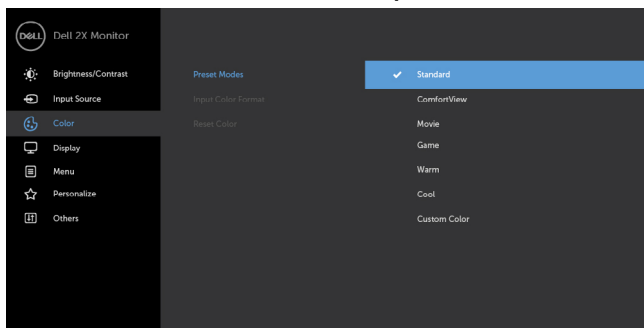 DELL Dell 2X Monitor
Brightness/Contrast Preset Modes Standard
Input Source Input Color Format ComfortView
Color Reset Color Movie
Display Game
Menu Warm
Personalize Cool
Others Custom Color